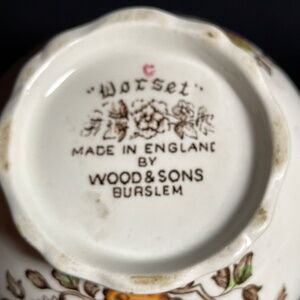 C
"Dorset"
MADE IN ENGLAND
BY
WOOD & SONS
BURSLEM